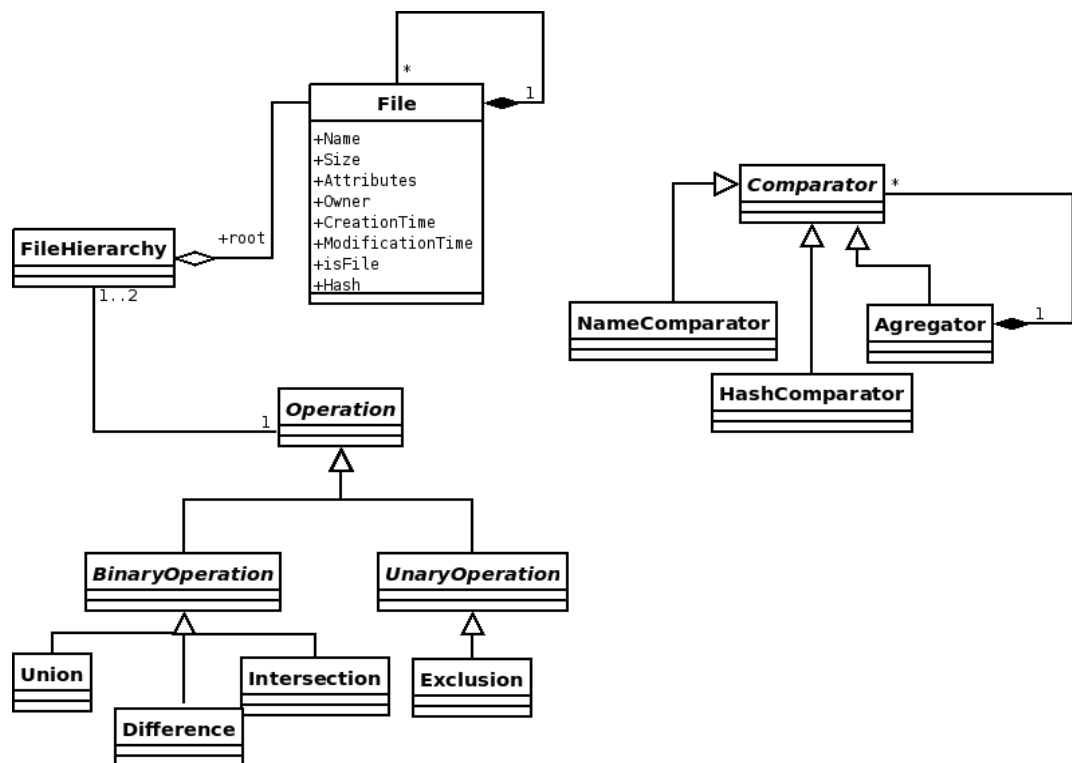 *
File
1
+Name
+Size
+Attributes
+Owner
+CreationTime
+ModificationTime
+isFile
+Hash
+root
FileHierarchy
1..2
1
Operation
BinaryOperation
UnaryOperation
Union
Difference
Intersection
Exclusion
Comparator
*
NameComparator
HashComparator
Agregator
1